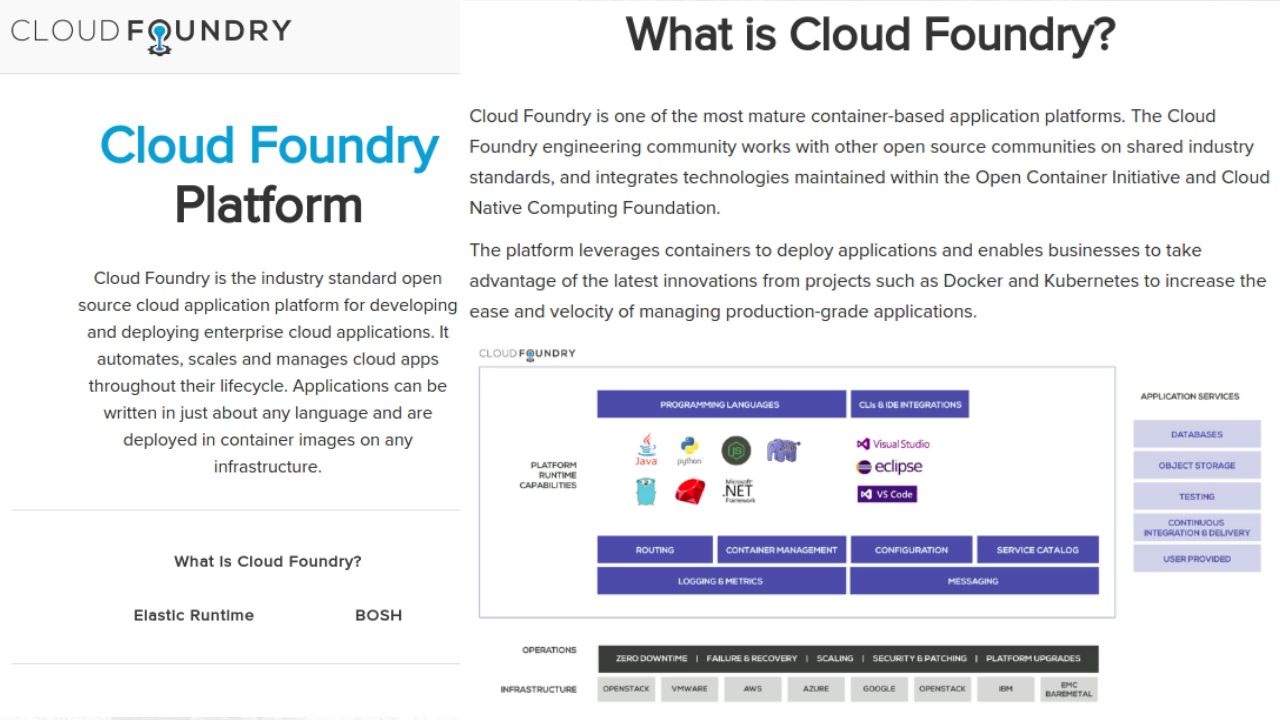 CLOUD FOUNDRY
Cloud Foundry
Platform
Cloud Foundry is the industry standard open
source cloud application platform for developing
and deploying enterprise cloud applications. It
automates, scales and manages cloud apps
throughout their lifecycle. Applications can be
written in just about any language and are
deployed in container images on any
infrastructure.
What Is Cloud Foundry?
Elastic Runtime
BOSH
What is Cloud Foundry?
Cloud Foundry is one of the most mature container-based application platforms. The Cloud
Foundry engineering community works with other open source communities on shared industry
standards, and integrates technologies maintained within the Open Container Initiative and Cloud
Native Computing Foundation.
The platform leverages containers to deploy applications and enables businesses to take
advantage of the latest innovations from projects such as Docker and Kubernetes to increase the
ease and velocity of managing production-grade applications.
CLOUD FOUNDRY
PLATFORM
RUNTIME
CAPABILITIES
PROGRAMMING LANGUAGES
CLIs & IDE INTEGRATIONS
Java
python
JS
Microsoft
.NET
Framework
Visual Studio
eclipse
VS Code
ROUTING
CONTAINER MANAGEMENT
CONFIGURATION
SERVICE CATALOG
LOGGING & METRICS
MESSAGING
APPLICATION SERVICES
DATABASES
OBJECT STORAGE
TESTING
CONTINUOUS
INTEGRATION & DELIVERY
USER PROVIDED
OPERATIONS
ZERO DOWNTIME | FAILURE & RECOVERY | SCALING | SECURITY & PATCHING | PLATFORM UPGRADES
INFRASTRUCTURE
OPENSTACK
VMWARE
AWS
AZURE
GOOGLE
OPENSTACK
IBM
EMC
BAREMETAL